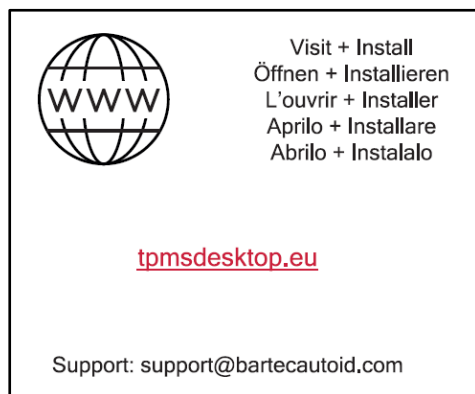 WWW
Visit + Install
Öffnen + Installieren
L'ouvrir + Installer
Aprilo + Installare
Abrilo + Instalalo
tpmsdesktop.eu
Support: support@bartecautoid.com